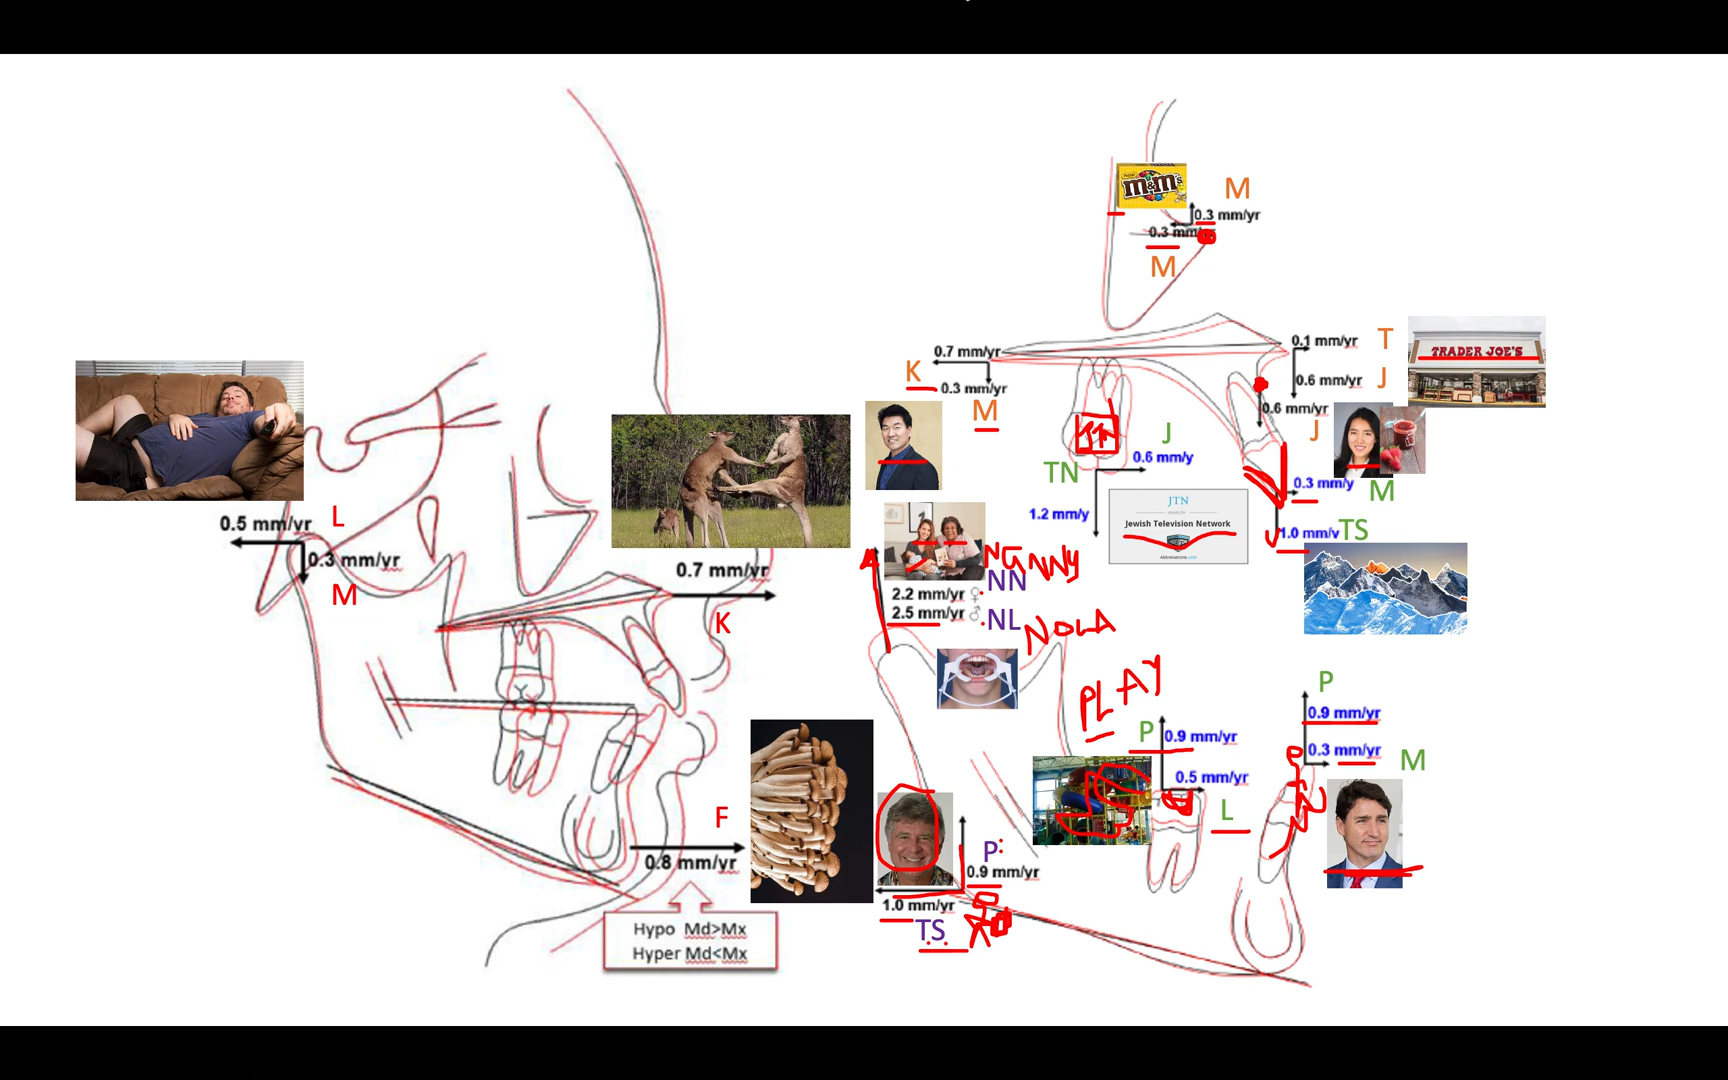 0.5 mm/yr
L
0.3 mm/yr
M
0.7 mm/yr
K
F
0.8 mm/yr
Hypo Md>Mx
Hyper Md<Mx
m&m's
M
0.3 mm/yr
0.3 mm/yr
M
0.7 mm/yr
K
0.3 mm/yr
M
0.1 mm/yr
T
0.6 mm/yr
J
TRADER JOE'S
0.6 mm/yr
J
J
0.6 mm/y
TN
1.2 mm/y
JTN
Jewish Television Network
0.3 mm/y
M
1.0 mm/y
TS
NN
2.2 mm/yr ♀
2.5 mm/yr ♂
NL
NOLA
PLAY
P
0.9 mm/yr
0.5 mm/yr
L
P
0.9 mm/yr
0.3 mm/yr
M
P
0.9 mm/yr
1.0 mm/yr
TS